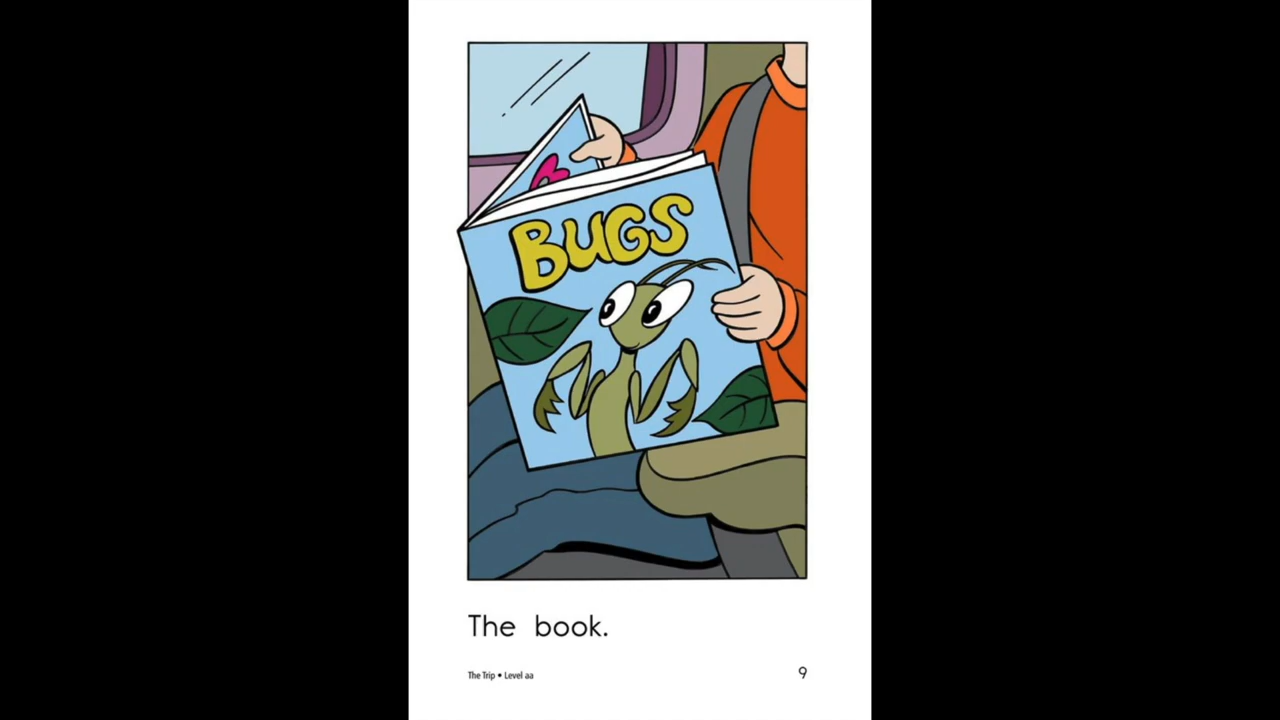 BUGS
The book.
The Trip • Level aa
9